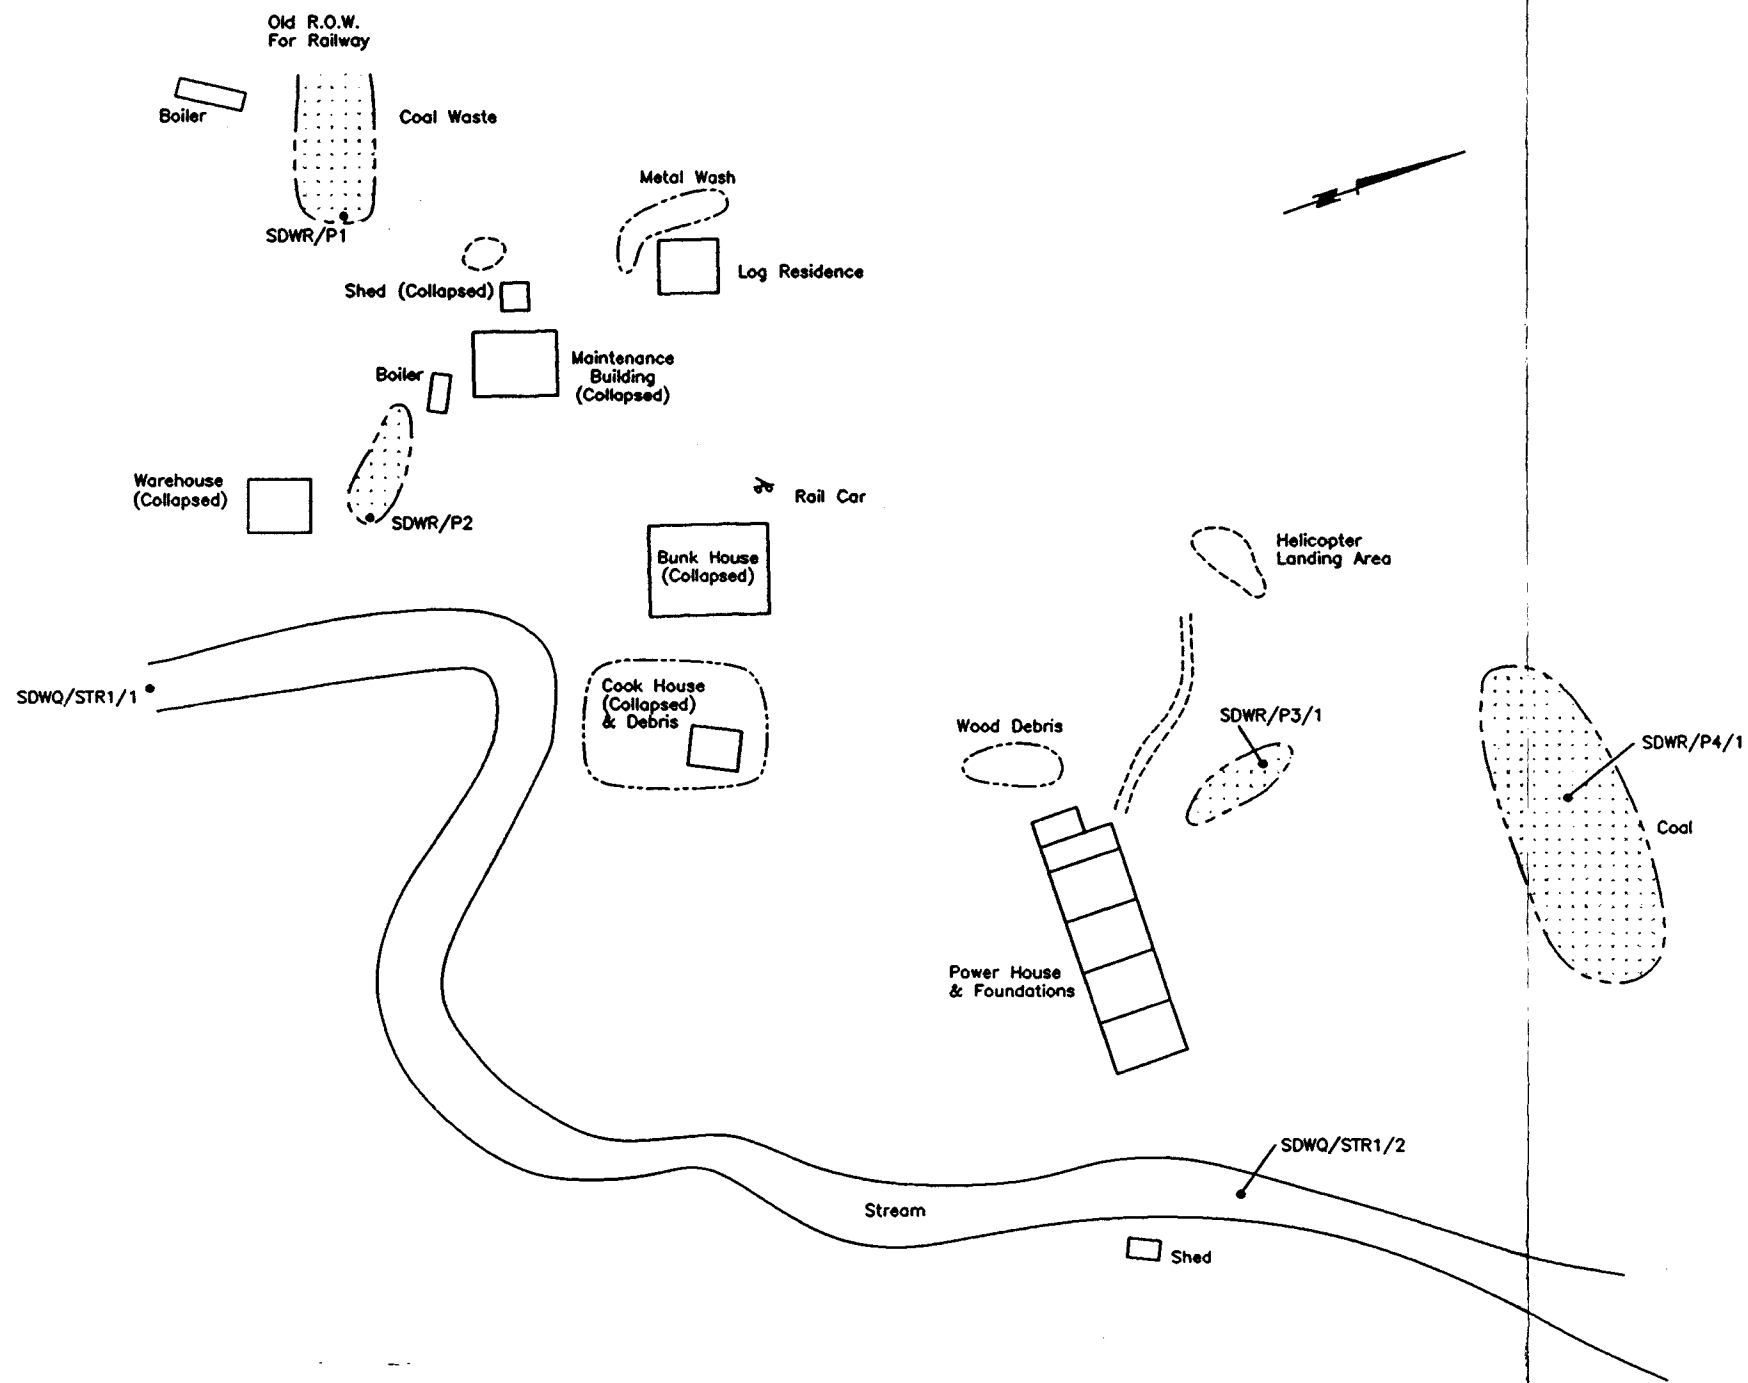 Old R.O.W.
For Railway
Boiler
Coal Waste
Metal Wash
SDWR/P1
Log Residence
Shed (Collapsed)
Maintenance
Building
(Collapsed)
Boiler
Warehouse
(Collapsed)
SDWR/P2
Rail Car
Bunk House
(Collapsed)
Helicopter
Landing Area
SDWQ/STR1/1
Cook House
(Collapsed)
& Debris
Wood Debris
SDWR/P3/1
SDWR/P4/1
Coal
Power House
& Foundations
SDWQ/STR1/2
Stream
Shed
N